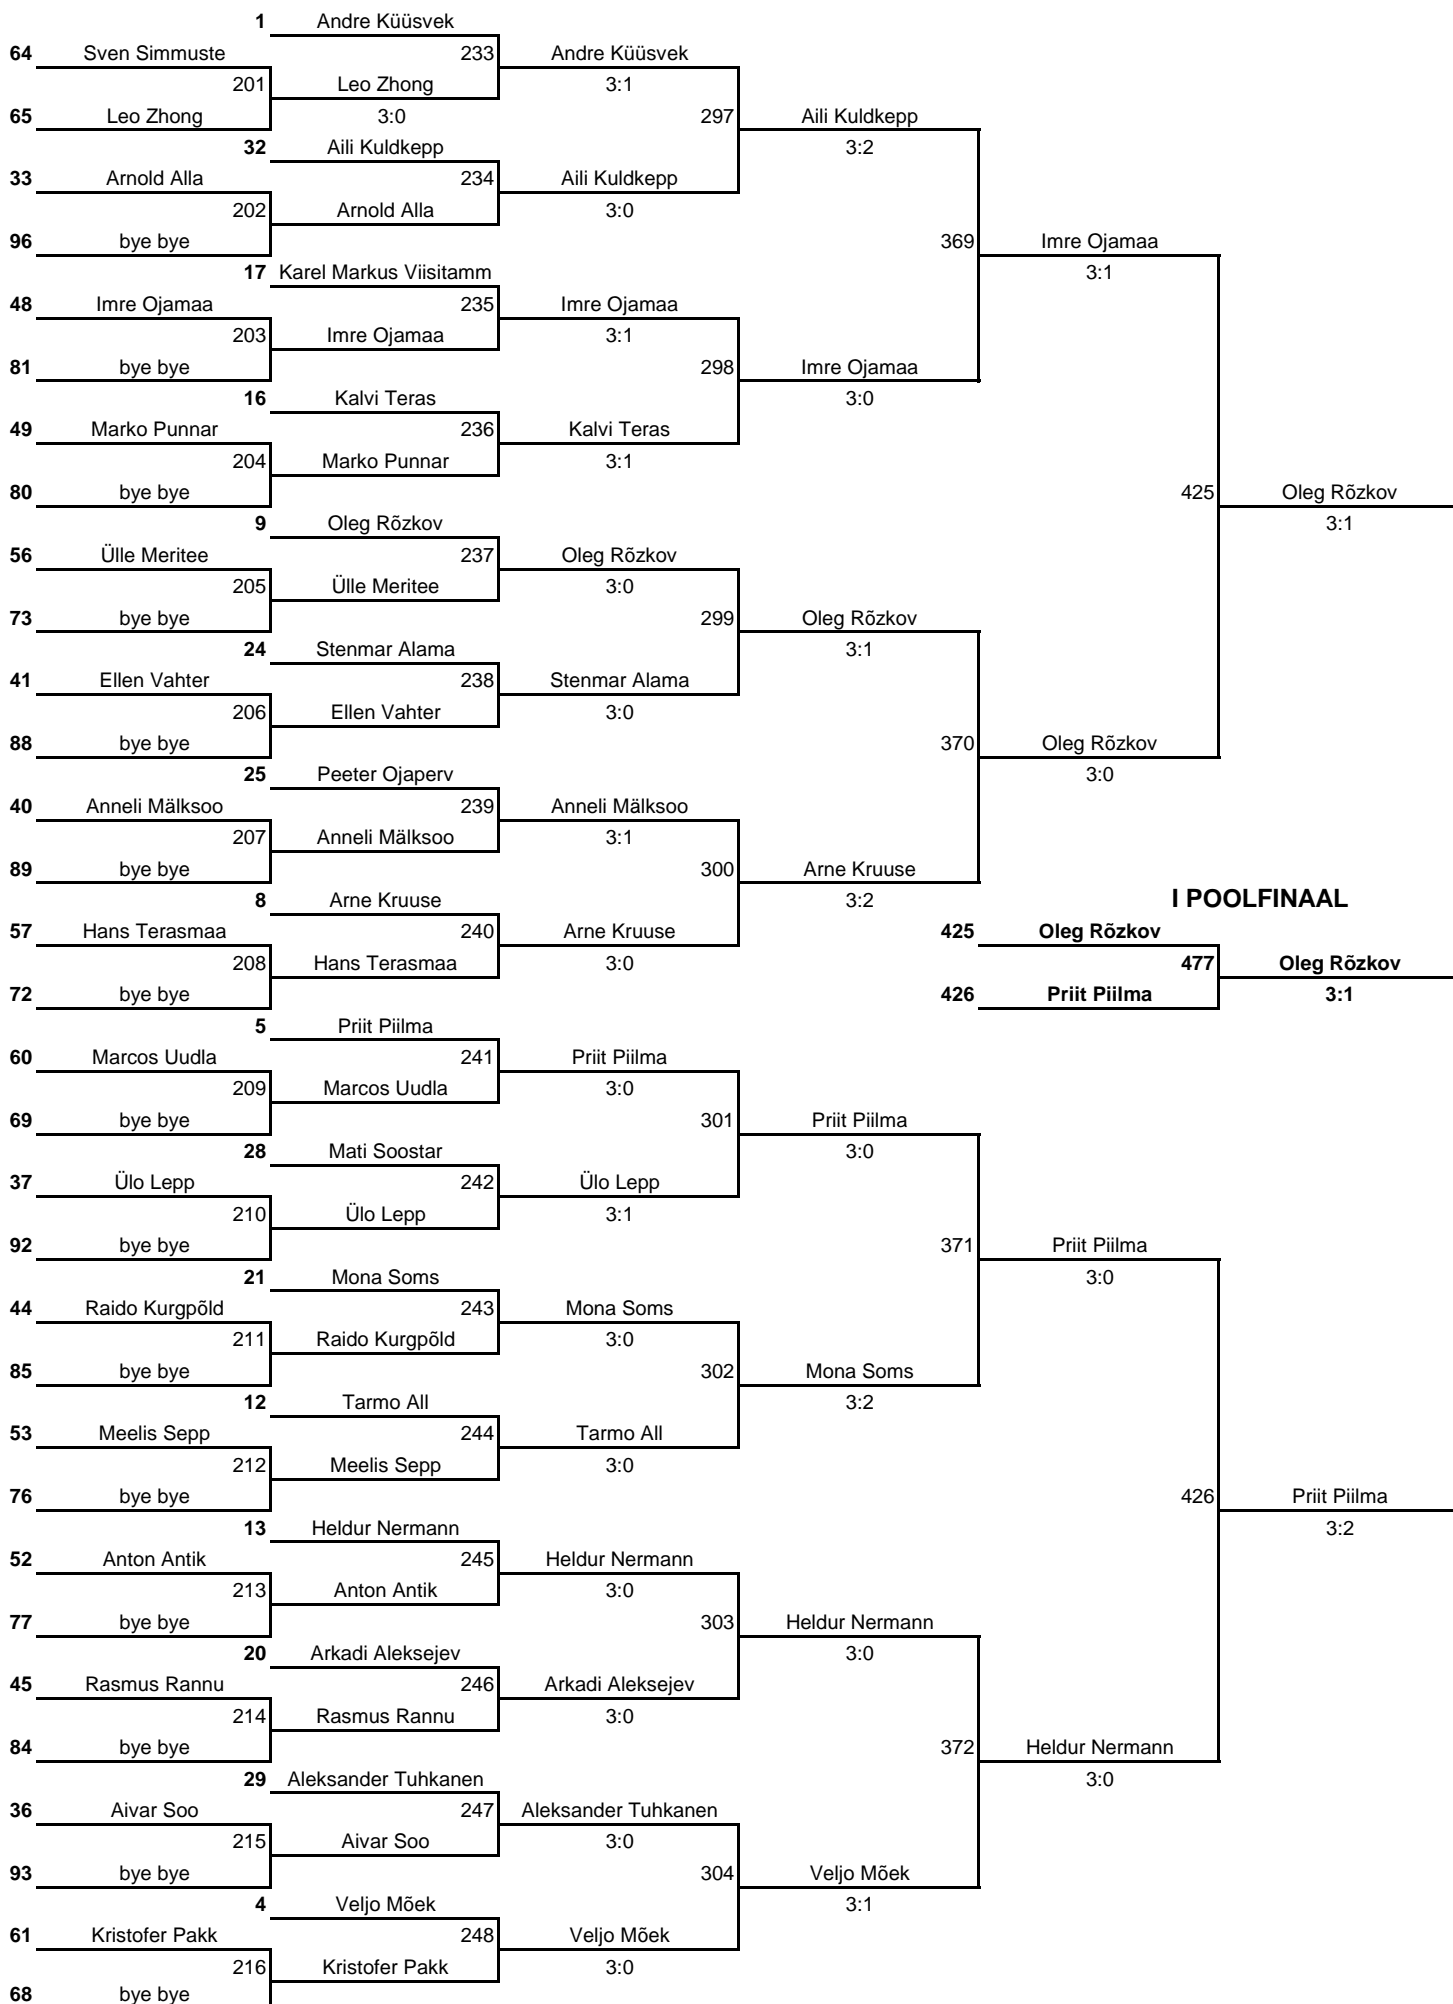 1 Andre Küüsvek
64 Sven Simmuste 233 Andre Küüsvek
201 Leo Zhong 3:1
65 Leo Zhong 3:0 297 Aili Kuldkepp
32 Aili Kuldkepp 3:2
33 Arnold Alla 234 Aili Kuldkepp
202 Arnold Alla 3:0
96 bye bye 369 Imre Ojamaa
17 Karel Markus Viisitamm 3:1
48 Imre Ojamaa 235 Imre Ojamaa
203 Imre Ojamaa 3:1
81 bye bye 298 Imre Ojamaa
16 Kalvi Teras 3:0
49 Marko Punnar 236 Kalvi Teras
204 Marko Punnar 3:1
80 bye bye 425 Oleg Rõzkov
9 Oleg Rõzkov 3:1
56 Ülle Meritee 237 Oleg Rõzkov
205 Ülle Meritee 3:0
73 bye bye 299 Oleg Rõzkov
24 Stenmar Alama 3:1
41 Ellen Vahter 238 Stenmar Alama
206 Ellen Vahter 3:0
88 bye bye 370 Oleg Rõzkov
25 Peeter Ojaperv 3:0
40 Anneli Mälksoo 239 Anneli Mälksoo
207 Anneli Mälksoo 3:1
89 bye bye 300 Arne Kruuse
8 Arne Kruuse 3:2 I POOLFINAAL
57 Hans Terasmaa 240 Arne Kruuse 425 Oleg Rõzkov
208 Hans Terasmaa 3:0 477 Oleg Rõzkov
72 bye bye 426 Priit Piilma 3:1
5 Priit Piilma
60 Marcos Uudla 241 Priit Piilma
209 Marcos Uudla 3:0
69 bye bye 301 Priit Piilma
28 Mati Soostar 3:0
37 Ülo Lepp 242 Ülo Lepp
210 Ülo Lepp 3:1
92 bye bye 371 Priit Piilma
21 Mona Soms 3:0
44 Raido Kurgpõld 243 Mona Soms
211 Raido Kurgpõld 3:0
85 bye bye 302 Mona Soms
12 Tarmo All 3:2
53 Meelis Sepp 244 Tarmo All
212 Meelis Sepp 3:0
76 bye bye 426 Priit Piilma
13 Heldur Nermann 3:2
52 Anton Antik 245 Heldur Nermann
213 Anton Antik 3:0
77 bye bye 303 Heldur Nermann
20 Arkadi Aleksejev 3:0
45 Rasmus Rannu 246 Arkadi Aleksejev
214 Rasmus Rannu 3:0
84 bye bye 372 Heldur Nermann
29 Aleksander Tuhkanen 3:0
36 Aivar Soo 247 Aleksander Tuhkanen
215 Aivar Soo 3:0
93 bye bye 304 Veljo Mõek
4 Veljo Mõek 3:1
61 Kristofer Pakk 248 Veljo Mõek
216 Kristofer Pakk 3:0
68 bye bye